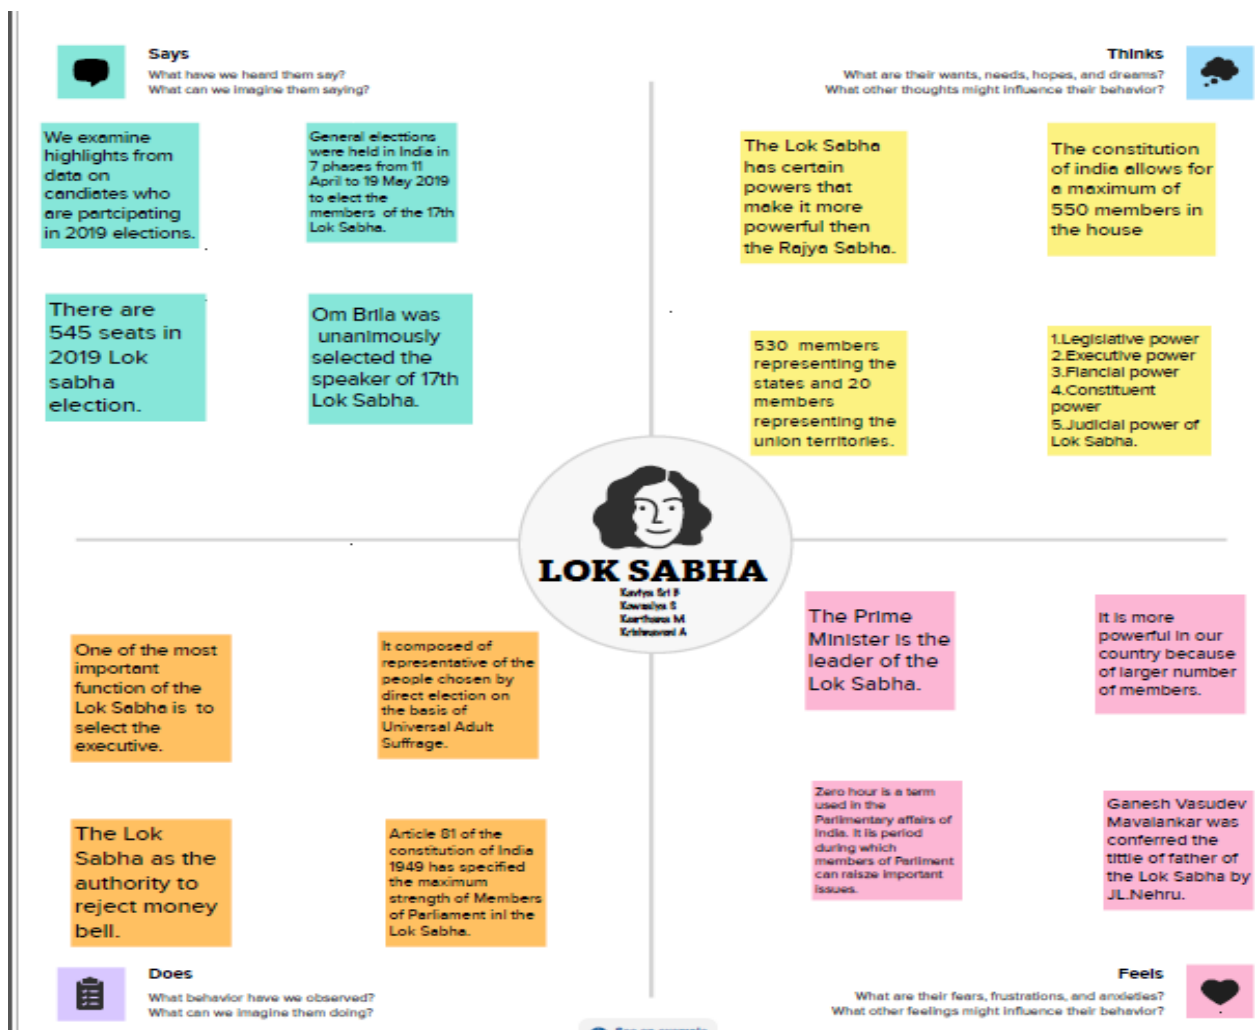 Says
What have we heard them say?
What can we imagine them saying?
Thinks
What are their wants, needs, hopes, and dreams?
What other thoughts might influence their behavior?
We examine
highlights from
data on
candiates who
are partcipating
in 2019 elections.
General electtions
were held in India in
7 phases from 11
April to 19 May 2019
to elect the
members of the 17th
Lok Sabha.
The Lok Sabha
has certain
powers that
make it more
powerful then
the Rajya Sabha.
The constitution
of india allows for
a maximum of
550 members in
the house
There are
545 seats in
2019 Lok
sabha
election.
Om Brila was
unanimously
selected the
speaker of 17th
Lok Sabha.
530 members
representing the
states and 20
members
representing the
union territories.
1.Legislative power
2.Executive power
3.Fiancial power
4.Constituent
power
5.Judicial power of
Lok Sabha.
LOK SABHA
Kaviya Sri P
Kowsalya S
Keerthana M
Krishnaveni A
One of the most
important
function of the
Lok Sabha is to
select the
executive.
It composed of
representative of the
people chosen by
direct election on
the basis of
Universal Adult
Suffrage.
The Prime
Minister is the
leader of the
Lok Sabha.
It is more
powerful in our
country because
of larger number
of members.
The Lok
Sabha as the
authority to
reject money
bell.
Article 81 of the
constitution of India
1949 has specified
the maximum
strength of Members
of Parliament inl the
Lok Sabha.
Zero hour is a term
used in the
Parlimentary affairs of
India. It iis period
during which
members of Parliment
can raisze important
issues.
Ganesh Vasudev
Mavalankar was
conferred the
tittle of father of
the Lok Sabha by
JL.Nehru.
Does
What behavior have we observed?
What can we imagine them doing?
Feels
What are their fears, frustrations, and anxieties?
What other feelings might influence their behavior?